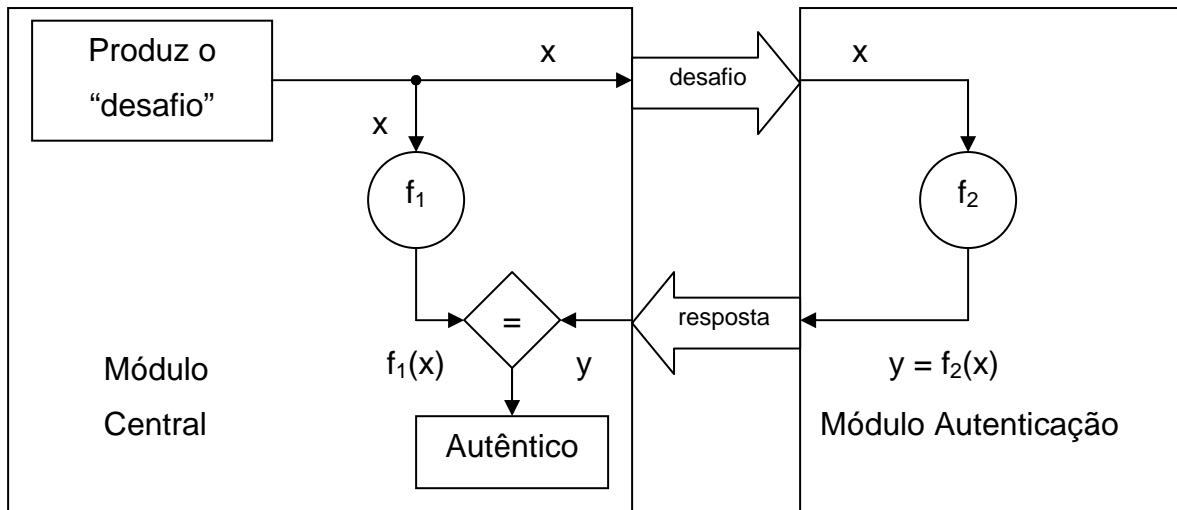 Produz o
“desafio”
x
desafio
x
x
f₁
f₂
=
resposta
f₁(x)
y
y = f₂(x)
Módulo
Central
Autêntico
Módulo Autenticação